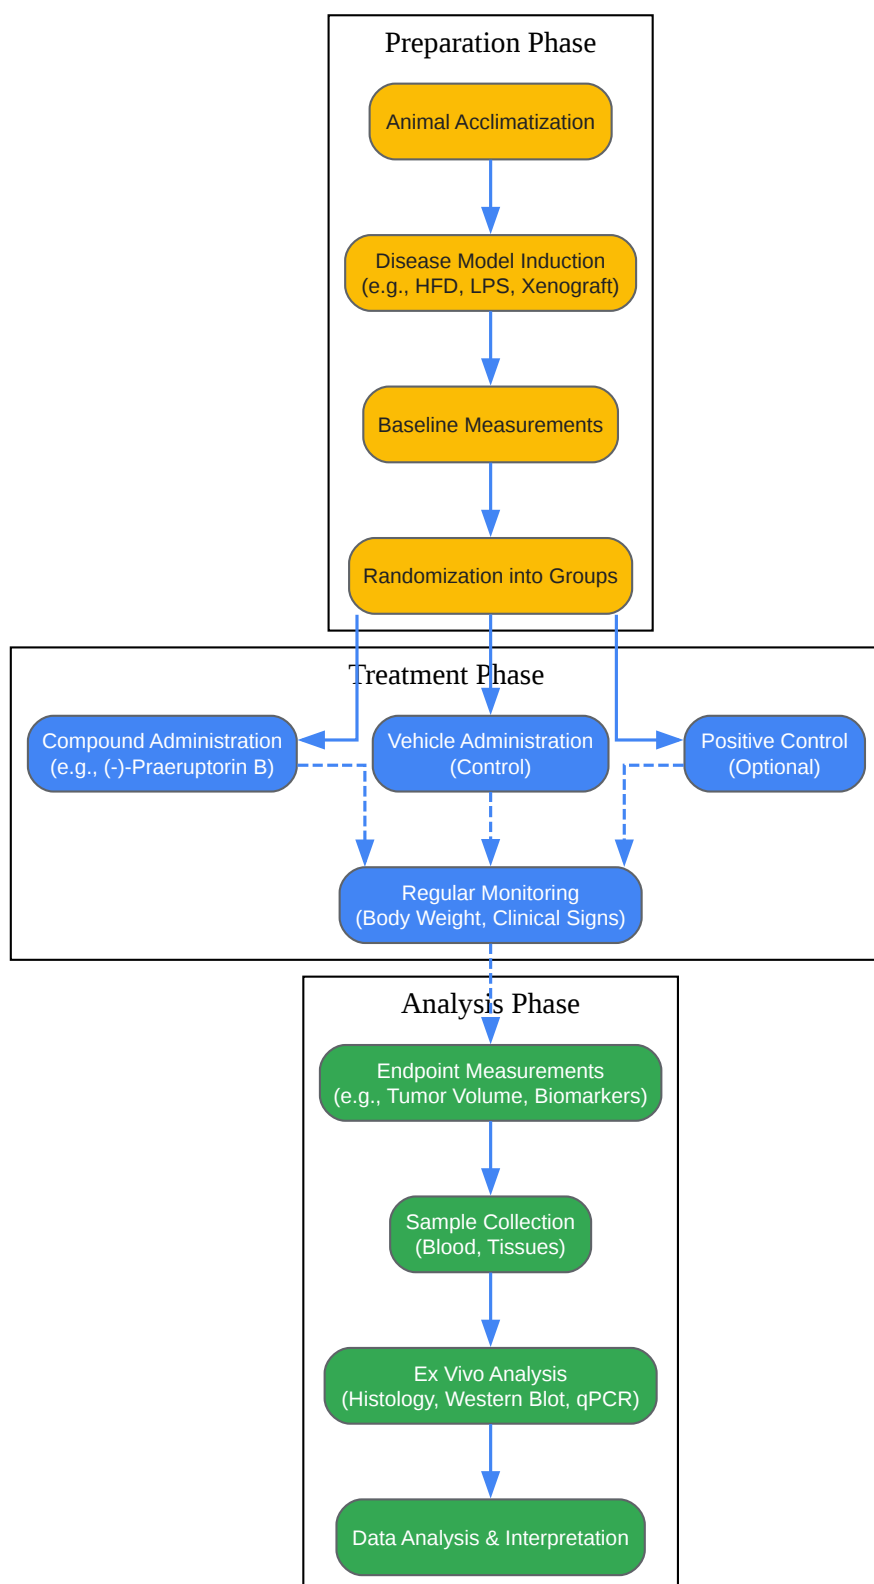 Preparation Phase
Animal Acclimatization
Disease Model Induction
(e.g., HFD, LPS, Xenograft)
Baseline Measurements
Randomization into Groups
Treatment Phase
Compound Administration
(e.g., (-)-Praeruptorin B)
Vehicle Administration
(Control)
Positive Control
(Optional)
Regular Monitoring
(Body Weight, Clinical Signs)
Analysis Phase
Endpoint Measurements
(e.g., Tumor Volume, Biomarkers)
Sample Collection
(Blood, Tissues)
Ex Vivo Analysis
(Histology, Western Blot, qPCR)
Data Analysis & Interpretation